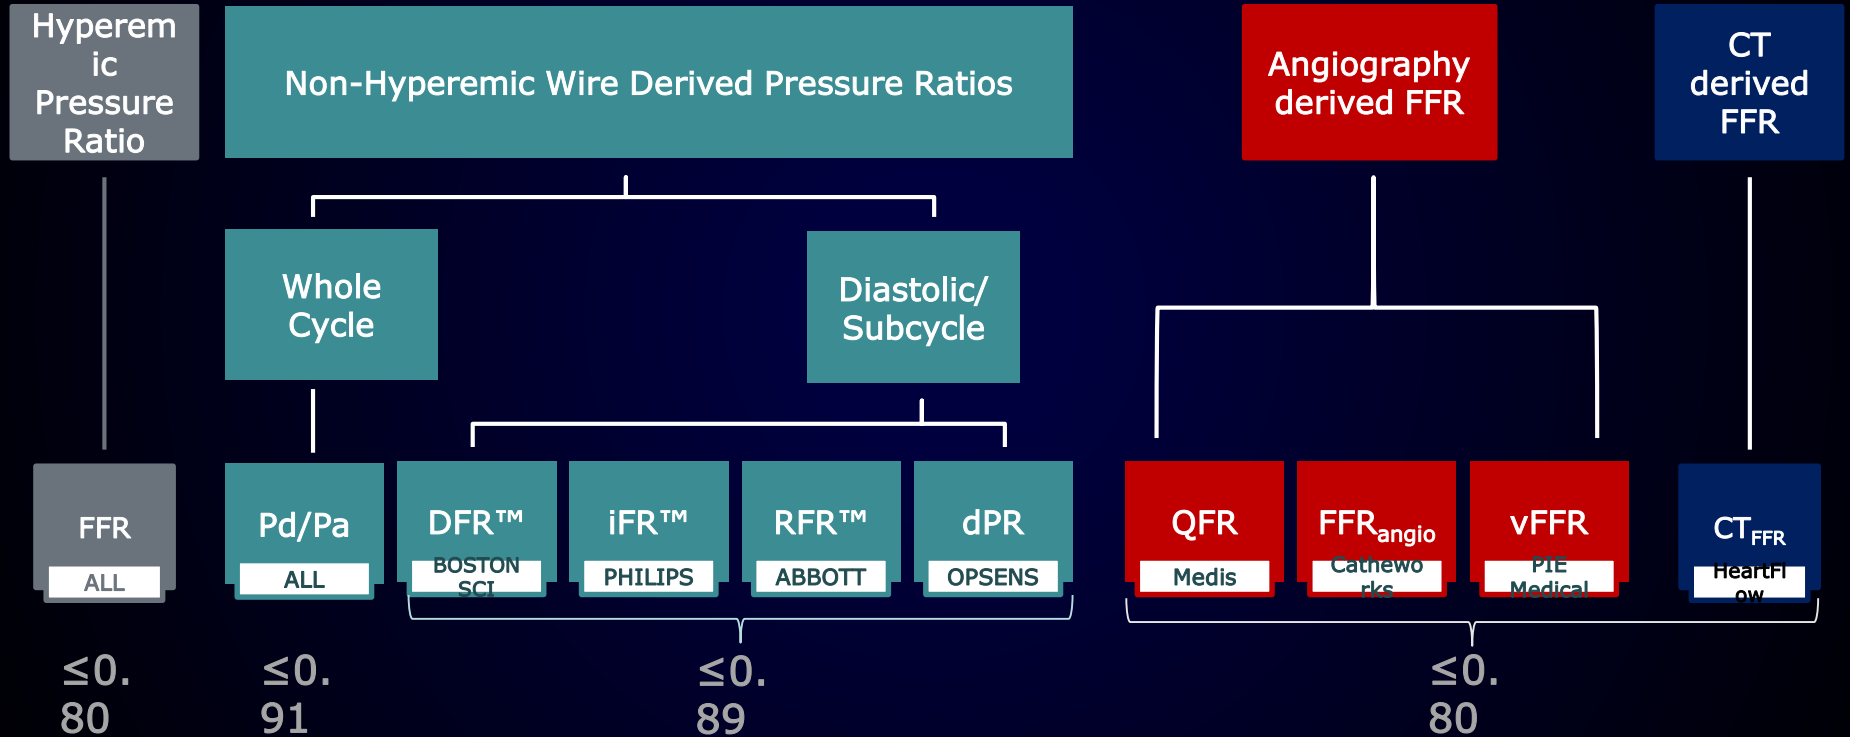 Hyperem
ic
Pressure
Ratio
Non-Hyperemic Wire Derived Pressure Ratios
Angiography
derived FFR
CT
derived
FFR
Whole
Cycle
Diastolic/
Subcycle
FFR
ALL
Pd/Pa
ALL
DFR™
BOSTON
SCI
iFR™
PHILIPS
RFR™
ABBOTT
dPR
OPSENS
QFR
Medis
FFRangio
Cathewo
rks
vFFR
PIE
Medical
CTFFR
HeartFl
ow
≤0.
80
≤0.
91
≤0.
89
≤0.
80